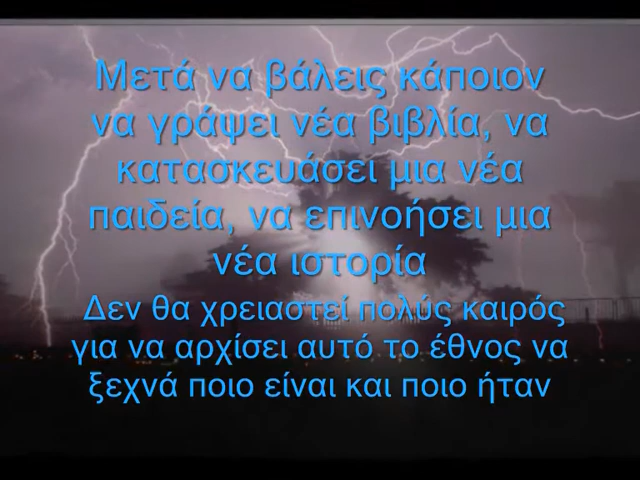 Μετά να βάλεις κάποιον
να γράψει νέα βιβλία, να
κατασκευάσει μια νέα
παιδεία, να επινοήσει μια
νέα ιστορία
Δεν θα χρειαστεί πολύς καιρός
για να αρχίσει αυτό το έθνος να
ξεχνά ποιο είναι και ποιο ήταν